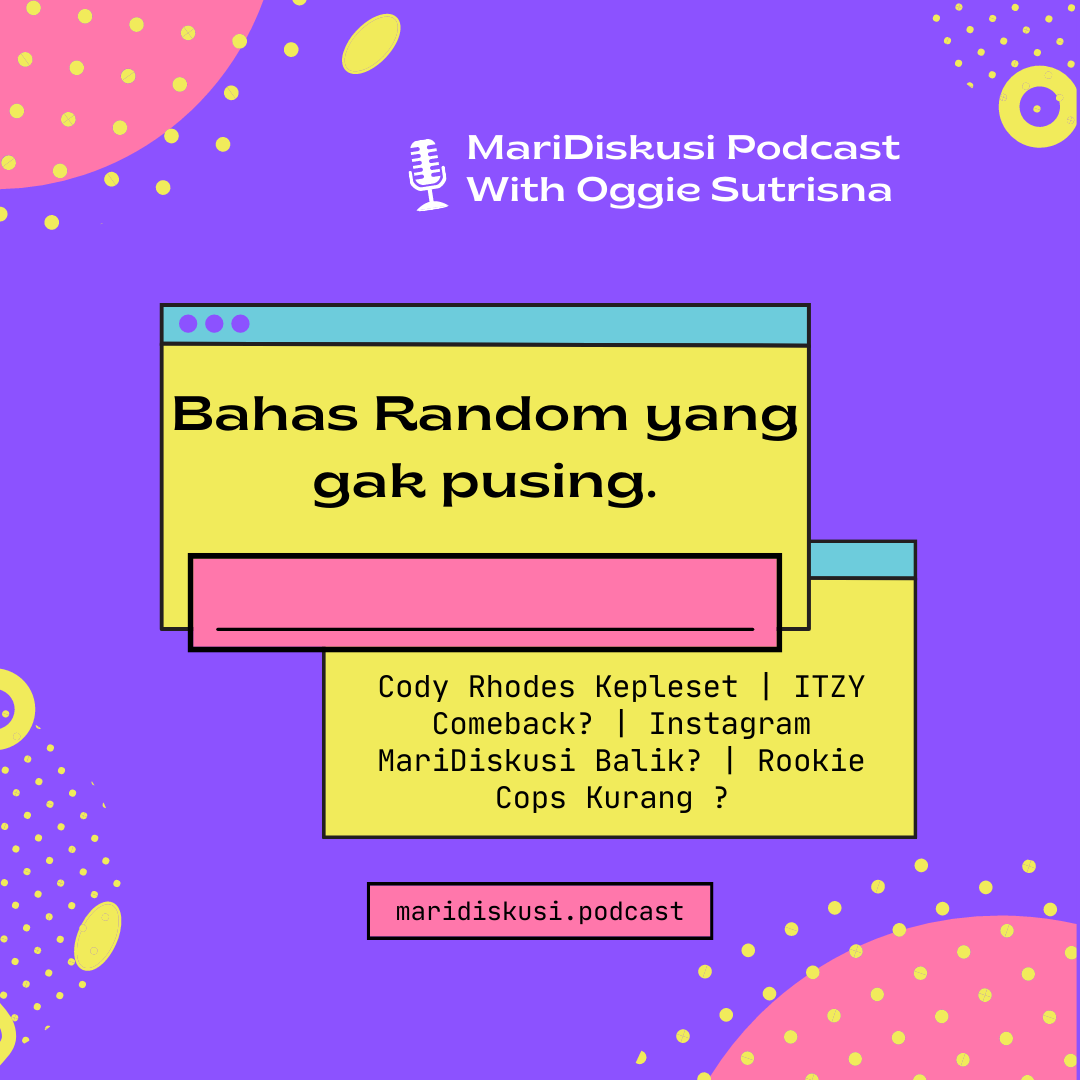 MariDiskusi Podcast
With Oggie Sutrisna
Bahas Random yang
gak pusing.
Cody Rhodes Kepleset | ITZY
Comeback? | Instagram
MariDiskusi Balik? | Rookie
Cops Kurang ?
maridiskusi.podcast